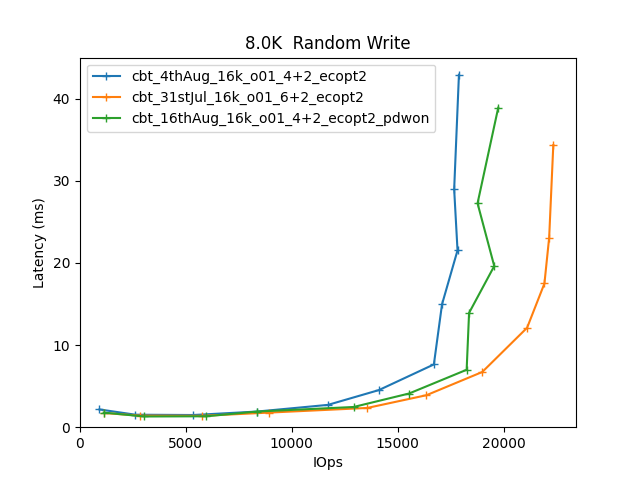 8.0K  Random Write
cbt_4thAug_16k_o01_4+2_ecopt2
cbt_31stJul_16k_o01_6+2_ecopt2
cbt_16thAug_16k_o01_4+2_ecopt2_pdwon
Latency (ms)
40
30
20
10
0
0 5000 10000 15000 20000
IOps